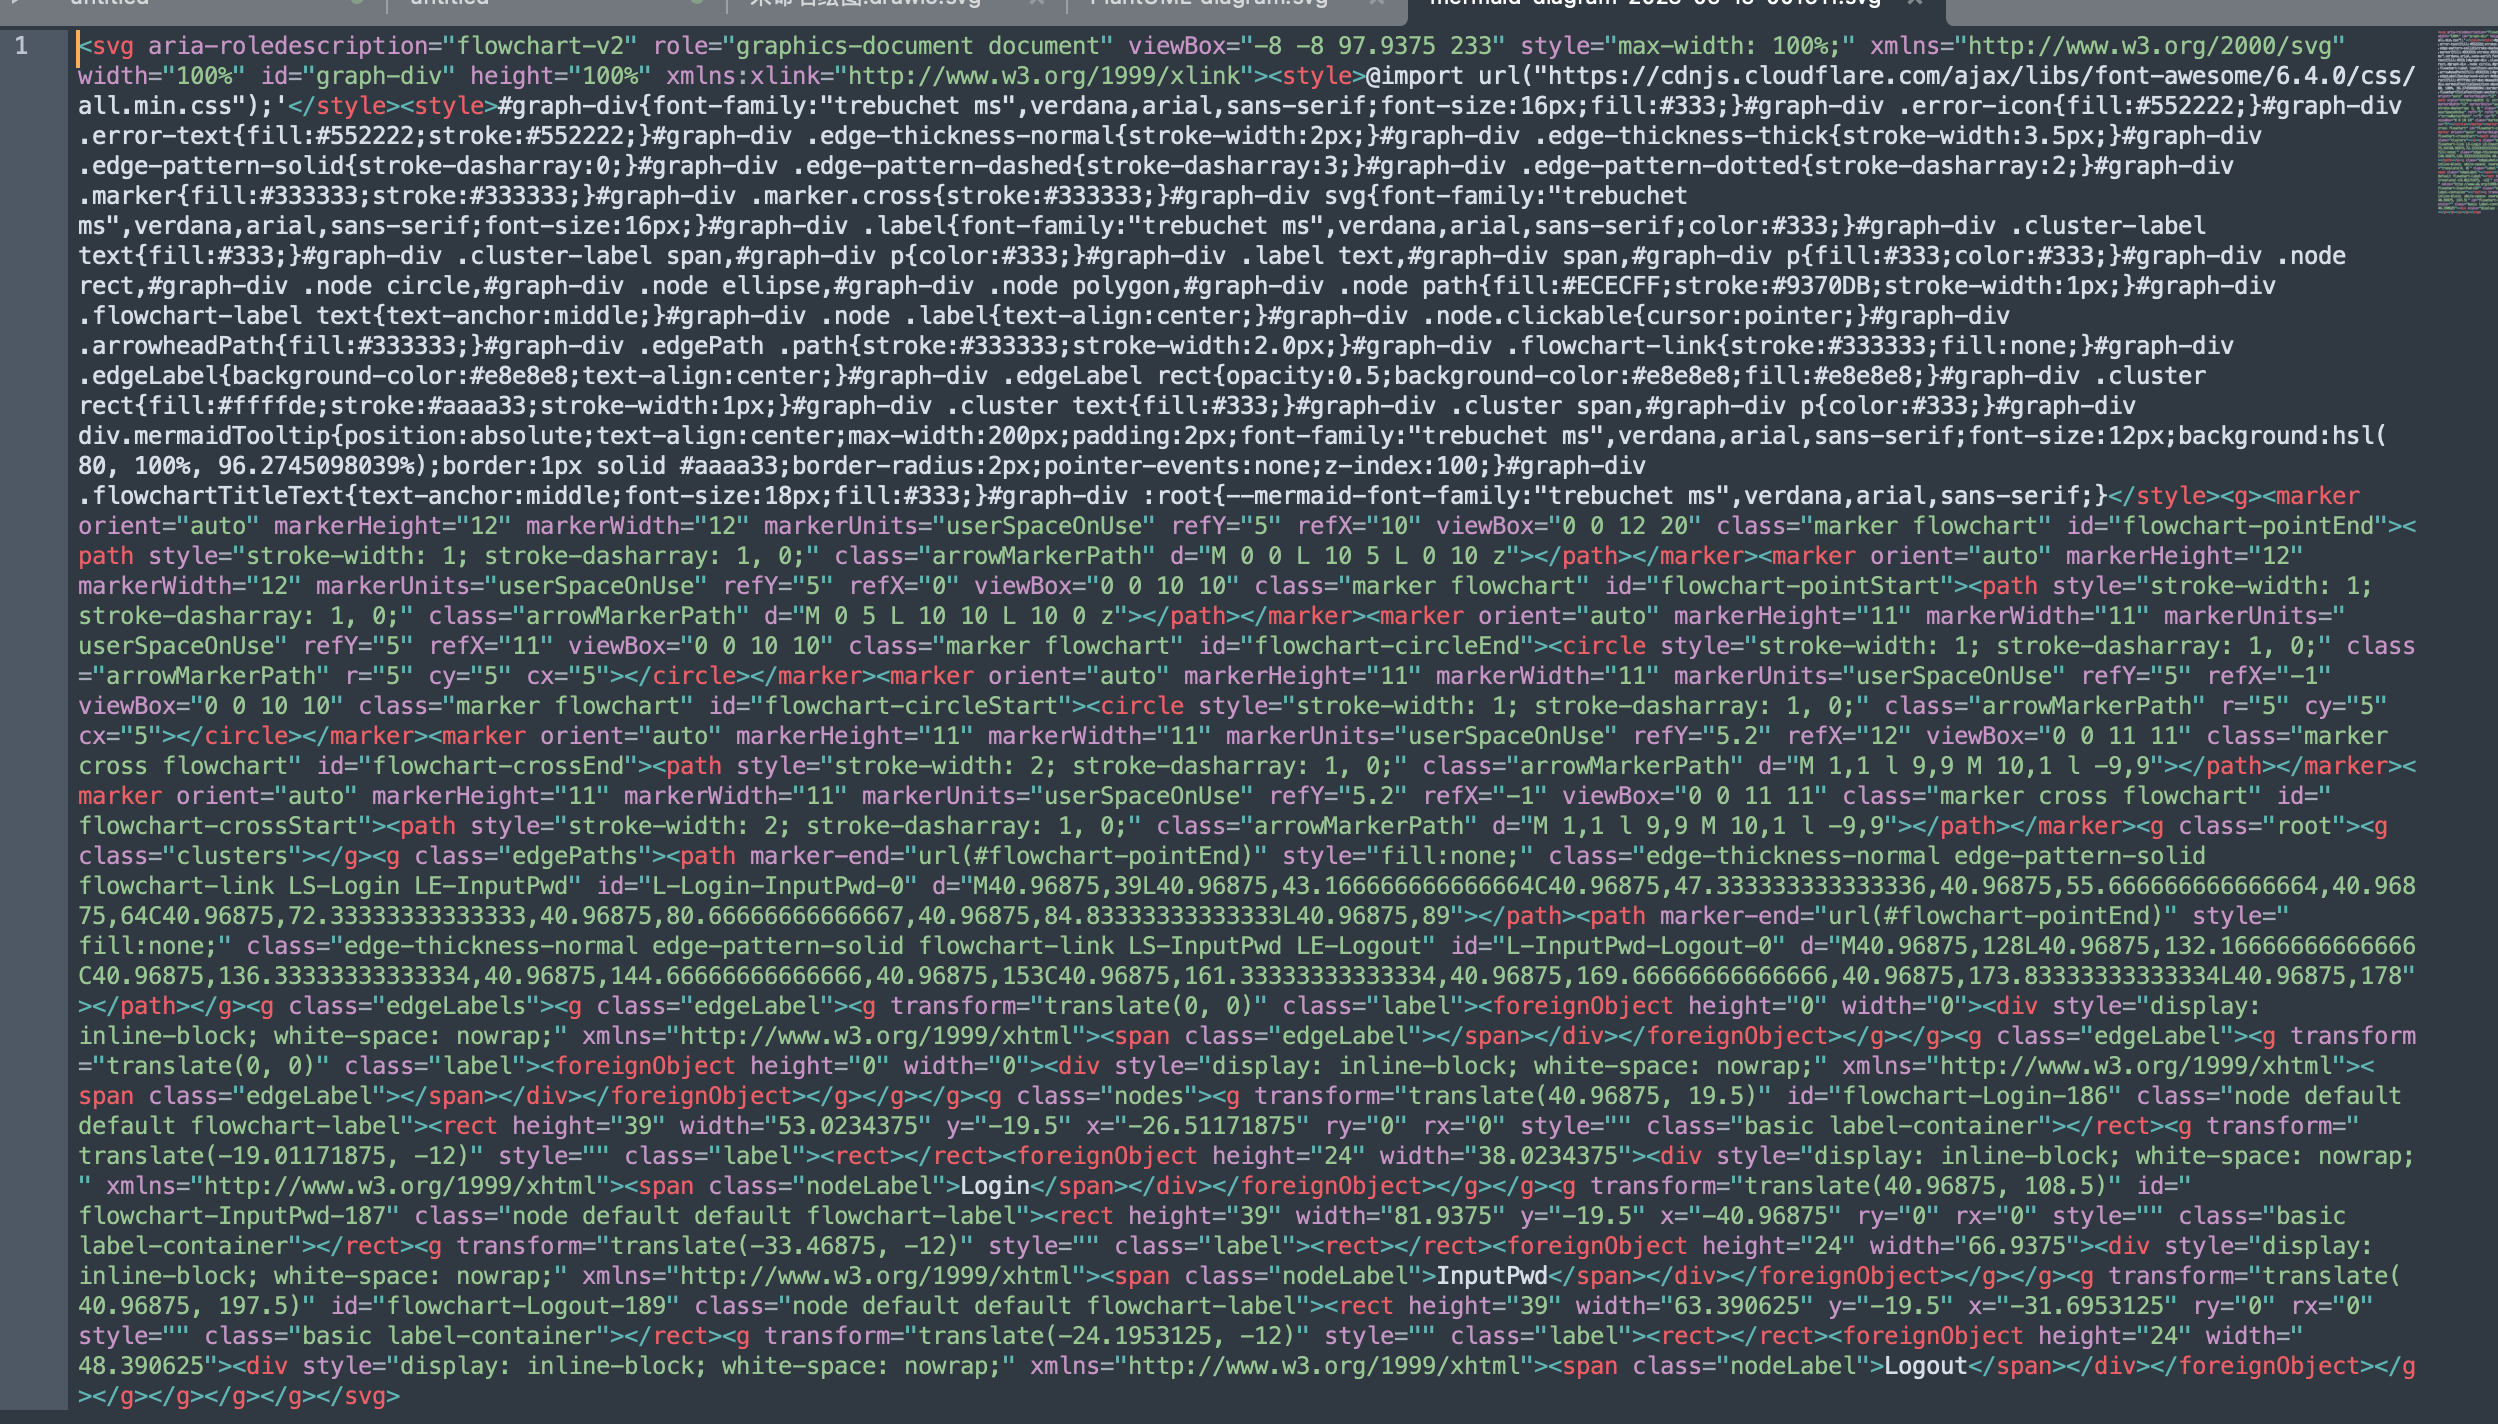 untitled untitled
1
<svg aria-roledescription="flowchart-v2" role="graphics-document document" viewBox="-8 -8 97.9375 233" style="max-width: 100%;" xmlns="http://www.w3.org/2000/svg"
width="100%" id="graph-div" height="100%" xmlns:xlink="http://www.w3.org/1999/xlink"><style>@import url("https://cdnjs.cloudflare.com/ajax/libs/font-awesome/6.4.0/css/
all.min.css");'</style><style>#graph-div{font-family:"trebuchet ms",verdana,arial,sans-serif;font-size:16px;fill:#333;}#graph-div .error-icon{fill:#552222;}#graph-div
.error-text{fill:#552222;stroke:#552222;}#graph-div .edge-thickness-normal{stroke-width:2px;}#graph-div .edge-thickness-thick{stroke-width:3.5px;}#graph-div
.edge-pattern-solid{stroke-dasharray:0;}#graph-div .edge-pattern-dashed{stroke-dasharray:3;}#graph-div .edge-pattern-dotted{stroke-dasharray:2;}#graph-div
.marker{fill:#333333;stroke:#333333;}#graph-div .marker.cross{stroke:#333333;}#graph-div svg{font-family:"trebuchet
ms",verdana,arial,sans-serif;font-size:16px;}#graph-div .label{font-family:"trebuchet ms",verdana,arial,sans-serif;color:#333;}#graph-div .cluster-label
text{fill:#333;}#graph-div .cluster-label span,#graph-div p{color:#333;}#graph-div .label text,#graph-div span,#graph-div p{fill:#333;color:#333;}#graph-div .node
rect,#graph-div .node circle,#graph-div .node ellipse,#graph-div .node polygon,#graph-div .node path{fill:#ECECFF;stroke:#9370DB;stroke-width:1px;}#graph-div
.flowchart-label text{text-anchor:middle;}#graph-div .node .label{text-align:center;}#graph-div .node.clickable{cursor:pointer;}#graph-div
.arrowheadPath{fill:#333333;}#graph-div .edgePath .path{stroke:#333333;stroke-width:2.0px;}#graph-div .flowchart-link{stroke:#333333;fill:none;}#graph-div
.edgeLabel{background-color:#e8e8e8;text-align:center;}#graph-div .edgeLabel rect{opacity:0.5;background-color:#e8e8e8;fill:#e8e8e8;}#graph-div .cluster
rect{fill:#ffffde;stroke:#aaaa33;stroke-width:1px;}#graph-div .cluster text{fill:#333;}#graph-div .cluster span,#graph-div p{color:#333;}#graph-div
div.mermaidTooltip{position:absolute;text-align:center;max-width:200px;padding:2px;font-family:"trebuchet ms",verdana,arial,sans-serif;font-size:12px;background:hsl(
80, 100%, 96.2745098039%);border:1px solid #aaaa33;border-radius:2px;pointer-events:none;z-index:100;}#graph-div
.flowchartTitleText{text-anchor:middle;font-size:18px;fill:#333;}#graph-div :root{--mermaid-font-family:"trebuchet ms",verdana,arial,sans-serif;}</style><g><marker
orient="auto" markerHeight="12" markerWidth="12" markerUnits="userSpaceOnUse" refY="5" refX="10" viewBox="0 0 12 20" class="marker flowchart" id="flowchart-pointEnd"><
path style="stroke-width: 1; stroke-dasharray: 1, 0;" class="arrowMarkerPath" d="M 0 0 L 10 5 L 0 10 z"></path></marker><marker orient="auto" markerHeight="12"
markerWidth="12" markerUnits="userSpaceOnUse" refY="5" refX="0" viewBox="0 0 10 10" class="marker flowchart" id="flowchart-pointStart"><path style="stroke-width: 1;
stroke-dasharray: 1, 0;" class="arrowMarkerPath" d="M 0 5 L 10 10 L 10 0 z"></path></marker><marker orient="auto" markerHeight="11" markerWidth="11" markerUnits="
userSpaceOnUse" refY="5" refX="11" viewBox="0 0 10 10" class="marker flowchart" id="flowchart-circleEnd"><circle style="stroke-width: 1; stroke-dasharray: 1, 0;" class
="arrowMarkerPath" r="5" cy="5" cx="5"></circle></marker><marker orient="auto" markerHeight="11" markerWidth="11" markerUnits="userSpaceOnUse" refY="5" refX="-1"
viewBox="0 0 10 10" class="marker flowchart" id="flowchart-circleStart"><circle style="stroke-width: 1; stroke-dasharray: 1, 0;" class="arrowMarkerPath" r="5" cy="5"
cx="5"></circle></marker><marker orient="auto" markerHeight="11" markerWidth="11" markerUnits="userSpaceOnUse" refY="5.2" refX="12" viewBox="0 0 11 11" class="marker
cross flowchart" id="flowchart-crossEnd"><path style="stroke-width: 2; stroke-dasharray: 1, 0;" class="arrowMarkerPath" d="M 1,1 l 9,9 M 10,1 l -9,9"></path></marker><
marker orient="auto" markerHeight="11" markerWidth="11" markerUnits="userSpaceOnUse" refY="5.2" refX="-1" viewBox="0 0 11 11" class="marker cross flowchart" id="
flowchart-crossStart"><path style="stroke-width: 2; stroke-dasharray: 1, 0;" class="arrowMarkerPath" d="M 1,1 l 9,9 M 10,1 l -9,9"></path></marker><g class="root"><g
class="clusters"></g><g class="edgePaths"><path marker-end="url(#flowchart-pointEnd)" style="fill:none;" class="edge-thickness-normal edge-pattern-solid
flowchart-link LS-Login LE-InputPwd" id="L-Login-InputPwd-0" d="M40.96875,39L40.96875,43.166666666666664C40.96875,47.333333333333336,40.96875,55.666666666666664,40.968
75,64C40.96875,72.33333333333333,40.96875,80.66666666666667,40.96875,84.83333333333333L40.96875,89"></path><path marker-end="url(#flowchart-pointEnd)" style="
fill:none;" class="edge-thickness-normal edge-pattern-solid flowchart-link LS-InputPwd LE-Logout" id="L-InputPwd-Logout-0" d="M40.96875,128L40.96875,132.16666666666666
C40.96875,136.33333333333334,40.96875,144.66666666666666,40.96875,153C40.96875,161.33333333333334,40.96875,169.66666666666666,40.96875,173.83333333333334L40.96875,178"
></path></g><g class="edgeLabels"><g class="edgeLabel"><g transform="translate(0, 0)" class="label"><foreignObject height="0" width="0"><div style="display:
inline-block; white-space: nowrap;" xmlns="http://www.w3.org/1999/xhtml"><span class="edgeLabel"></span></div></foreignObject></g></g><g class="edgeLabel"><g transform
="translate(0, 0)" class="label"><foreignObject height="0" width="0"><div style="display: inline-block; white-space: nowrap;" xmlns="http://www.w3.org/1999/xhtml"><
span class="edgeLabel"></span></div></foreignObject></g></g></g><g class="nodes"><g transform="translate(40.96875, 19.5)" id="flowchart-Login-186" class="node default
default flowchart-label"><rect height="39" width="53.0234375" y="-19.5" x="-26.51171875" ry="0" rx="0" style="" class="basic label-container"></rect><g transform="
translate(-19.01171875, -12)" style="" class="label"><rect></rect><foreignObject height="24" width="38.0234375"><div style="display: inline-block; white-space: nowrap;
" xmlns="http://www.w3.org/1999/xhtml"><span class="nodeLabel">Login</span></div></foreignObject></g></g><g transform="translate(40.96875, 108.5)" id="
flowchart-InputPwd-187" class="node default default flowchart-label"><rect height="39" width="81.9375" y="-19.5" x="-40.96875" ry="0" rx="0" style="" class="basic
label-container"></rect><g transform="translate(-33.46875, -12)" style="" class="label"><rect></rect><foreignObject height="24" width="66.9375"><div style="display:
inline-block; white-space: nowrap;" xmlns="http://www.w3.org/1999/xhtml"><span class="nodeLabel">InputPwd</span></div></foreignObject></g></g><g transform="translate(
40.96875, 197.5)" id="flowchart-Logout-189" class="node default default flowchart-label"><rect height="39" width="63.390625" y="-19.5" x="-31.6953125" ry="0" rx="0"
style="" class="basic label-container"></rect><g transform="translate(-24.1953125, -12)" style="" class="label"><rect></rect><foreignObject height="24" width="
48.390625"><div style="display: inline-block; white-space: nowrap;" xmlns="http://www.w3.org/1999/xhtml"><span class="nodeLabel">Logout</span></div></foreignObject></g
></g></g></g></g></svg>